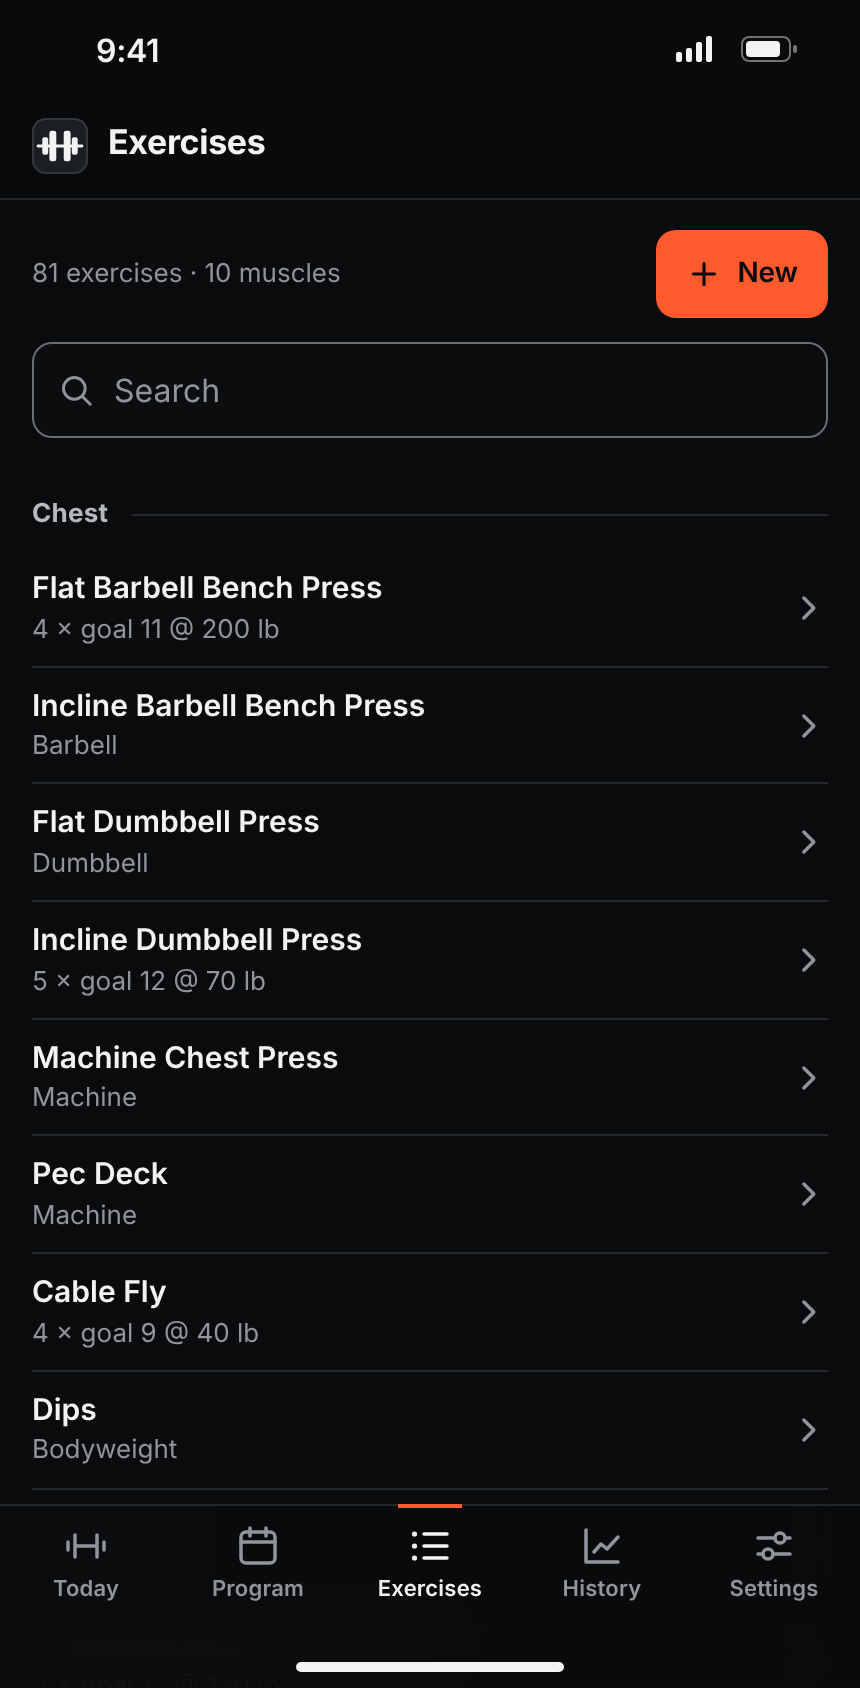 9:41
Exercises
81 exercises · 10 muscles
New
Search
Chest
Flat Barbell Bench Press
4 × goal 11 @ 200 lb
Incline Barbell Bench Press
Barbell
Flat Dumbbell Press
Dumbbell
Incline Dumbbell Press
5 × goal 12 @ 70 lb
Machine Chest Press
Machine
Pec Deck
Machine
Cable Fly
4 × goal 9 @ 40 lb
Dips
Bodyweight
Today
Program
Exercises
History
Settings